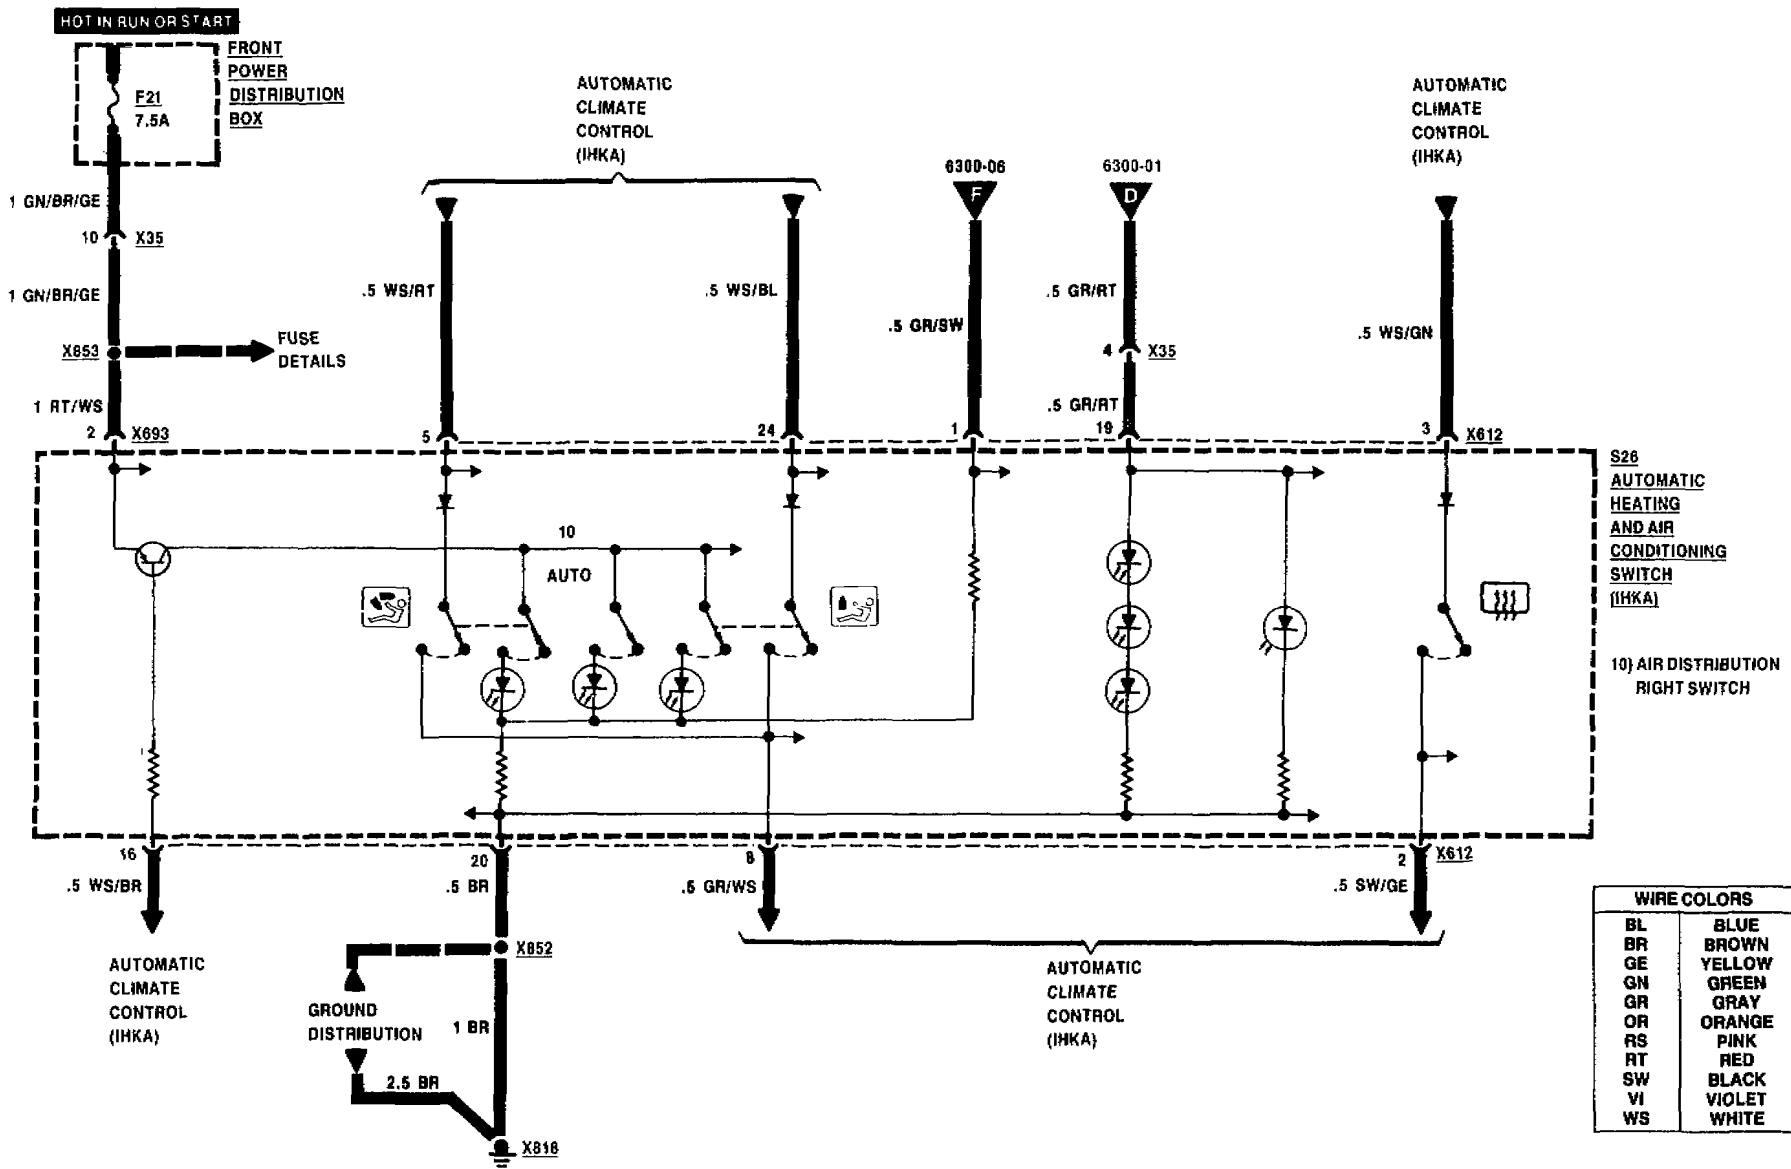 HOT IN RUN OR START
FRONT
POWER
DISTRIBUTION
BOX
F21
7.5A
1 GN/BR/GE
10
X35
1 GN/BR/GE
X853
FUSE
DETAILS
1 RT/WS
2
X693
AUTOMATIC
CLIMATE
CONTROL
(IHKA)
.5 WS/RT
5
.5 WS/BL
24
6300-06
F
.5 GR/SW
1
6300-01
D
.5 GR/RT
4
X35
.5 GR/RT
19
AUTOMATIC
CLIMATE
CONTROL
(IHKA)
.5 WS/GN
3
X612
S26
AUTOMATIC
HEATING
AND AIR
CONDITIONING
SWITCH
(IHKA)
10
AUTO
10) AIR DISTRIBUTION
RIGHT SWITCH
16
.5 WS/BR
AUTOMATIC
CLIMATE
CONTROL
(IHKA)
20
.5 BR
X852
GROUND
DISTRIBUTION
1 BR
2.5 BR
X818
8
.5 GR/WS
2
X612
.5 SW/GE
AUTOMATIC
CLIMATE
CONTROL
(IHKA)
WIRE COLORS
BL BLUE
BR BROWN
GE YELLOW
GN GREEN
GR GRAY
OR ORANGE
RS PINK
RT RED
SW BLACK
VI VIOLET
WS WHITE